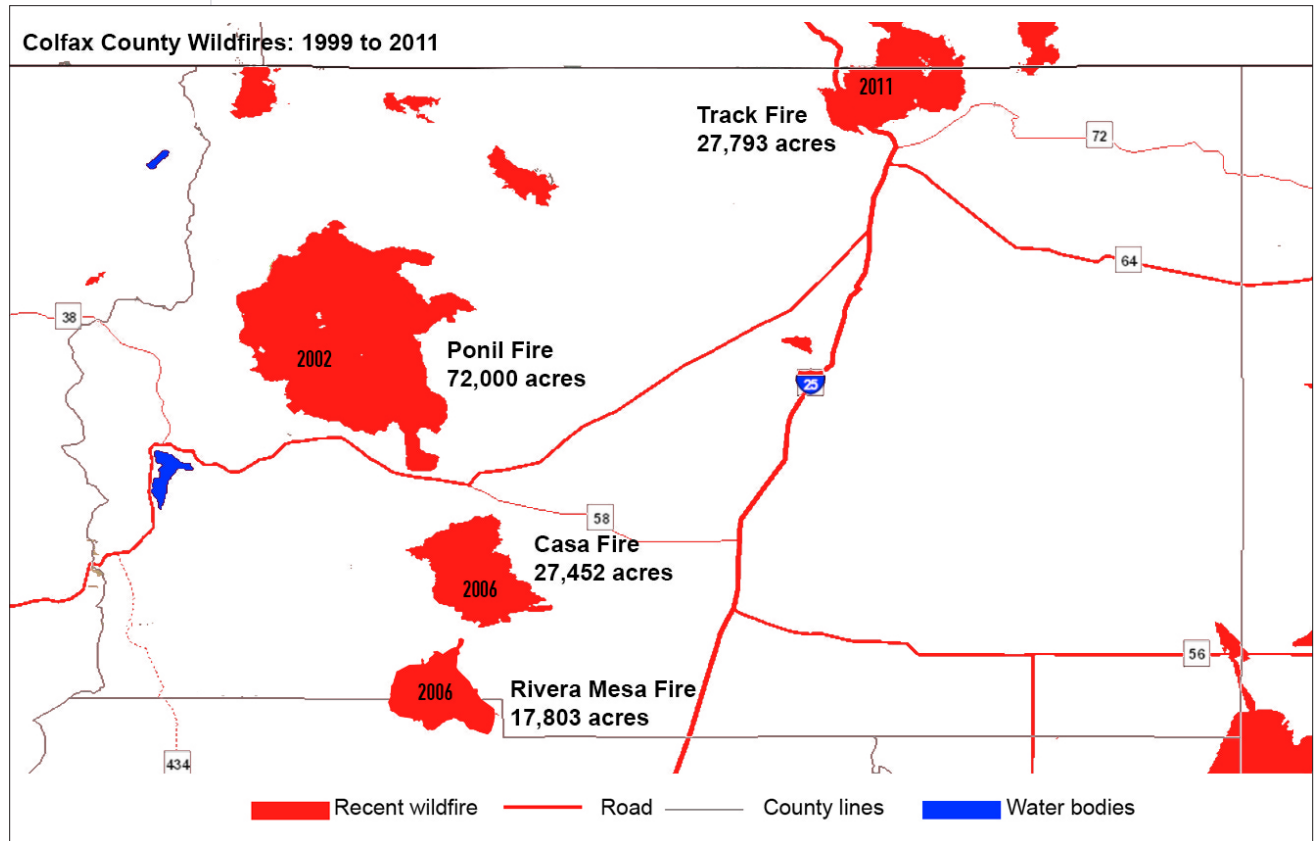 Colfax County Wildfires: 1999 to 2011
2011
Track Fire
27,793 acres
72
64
38
2002
Ponil Fire
72,000 acres
25
58
Casa Fire
27,452 acres
2006
56
2006
Rivera Mesa Fire
17,803 acres
434
Recent wildfire
Road
County lines
Water bodies